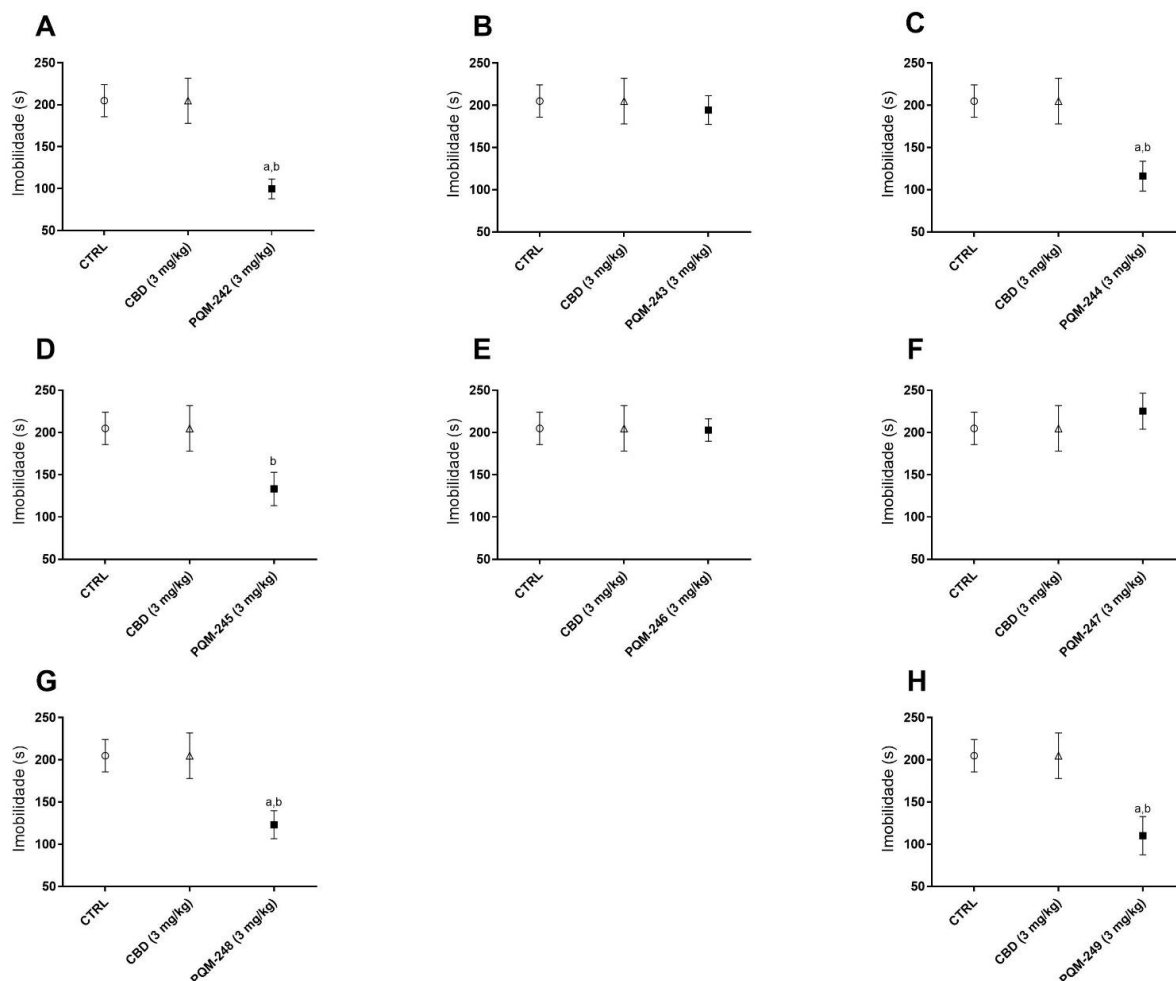 A
Imobilidade (s)
250
200
150
100
50
a,b
CTRL
CBD (3 mg/kg)
PQM-242 (3 mg/kg)
B
Imobilidade (s)
250
200
150
100
50
CTRL
CBD (3 mg/kg)
PQM-243 (3 mg/kg)
C
Imobilidade (s)
250
200
150
100
50
a,b
CTRL
CBD (3 mg/kg)
PQM-244 (3 mg/kg)
D
Imobilidade (s)
250
200
150
100
50
b
CTRL
CBD (3 mg/kg)
PQM-245 (3 mg/kg)
E
Imobilidade (s)
250
200
150
100
50
CTRL
CBD (3 mg/kg)
PQM-246 (3 mg/kg)
F
Imobilidade (s)
250
200
150
100
50
CTRL
CBD (3 mg/kg)
PQM-247 (3 mg/kg)
G
Imobilidade (s)
250
200
150
100
50
a,b
CTRL
CBD (3 mg/kg)
PQM-248 (3 mg/kg)
H
Imobilidade (s)
250
200
150
100
50
a,b
CTRL
CBD (3 mg/kg)
PQM-249 (3 mg/kg)